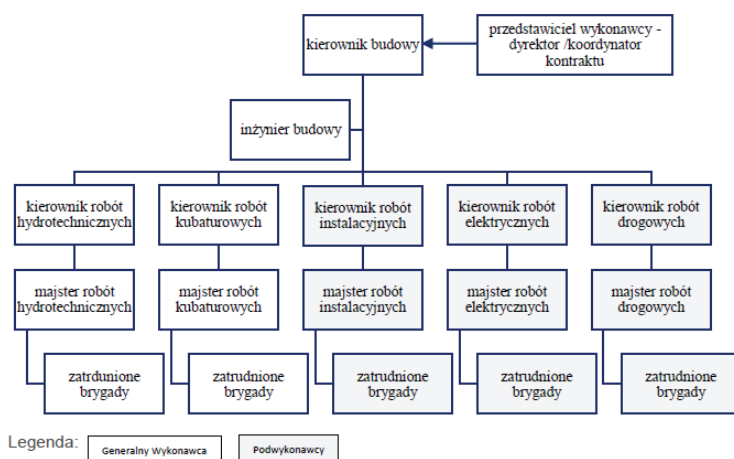 kierownik budowy
przedstawiciel wykonawcy -
dyrektor /koordynator
kontraktu
inżynier budowy
kierownik robót
hydrotechnicznych
kierownik robót
kubaturowych
kierownik robót
instalacyjnych
kierownik robót
elektrycznych
kierownik robót
drogowych
majster robót
hydrotechnicznych
majster robót
kubaturowych
majster robót
instalacyjnych
majster robót
elektrycznych
majster robót
drogowych
zatrdunione
brygady
zatrudnione
brygady
zatrudnione
brygady
zatrudnione
brygady
zatrudnione
brygady
Legenda:
Generalny Wykonawca
Podwykonawcy